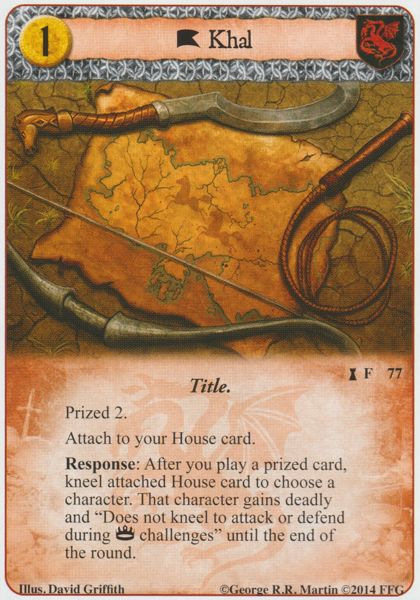 1 Khal
F 77
Title.
Prized 2.
Attach to your House card.
Response: After you play a prized card,
kneel attached House card to choose a
character. That character gains deadly
and “Does not kneel to attack or defend
during challenges” until the end of
the round.
Illus. David Griffith ©George R.R. Martin ©2014 FFG